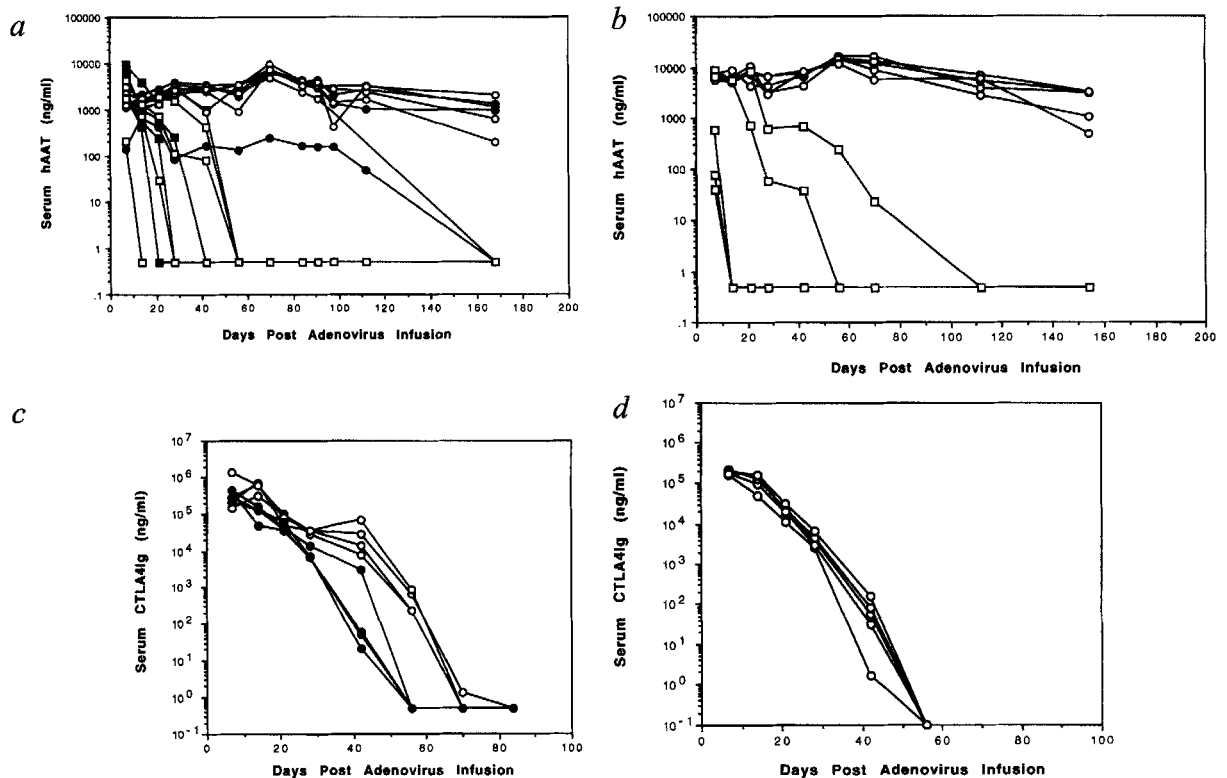 a
100000
10000
1000
100
10
1
.1
Serum hAAT (ng/ml)
0 20 40 60 80 100 120 140 160 180 200
Days Post Adenovirus Infusion
b
100000
10000
1000
100
10
1
.1
Serum hAAT (ng/ml)
0 20 40 60 80 100 120 140 160 180 200
Days Post Adenovirus Infusion
c
10⁷
10⁶
10⁵
10⁴
10³
10²
10¹
10⁰
10⁻¹
Serum CTLA4Ig (ng/ml)
0 20 40 60 80 100
Days Post Adenovirus Infusion
d
10⁷
10⁶
10⁵
10⁴
10³
10²
10¹
10⁰
10⁻¹
Serum CTLA4Ig (ng/ml)
0 20 40 60 80 100
Days Post Adenovirus Infusion